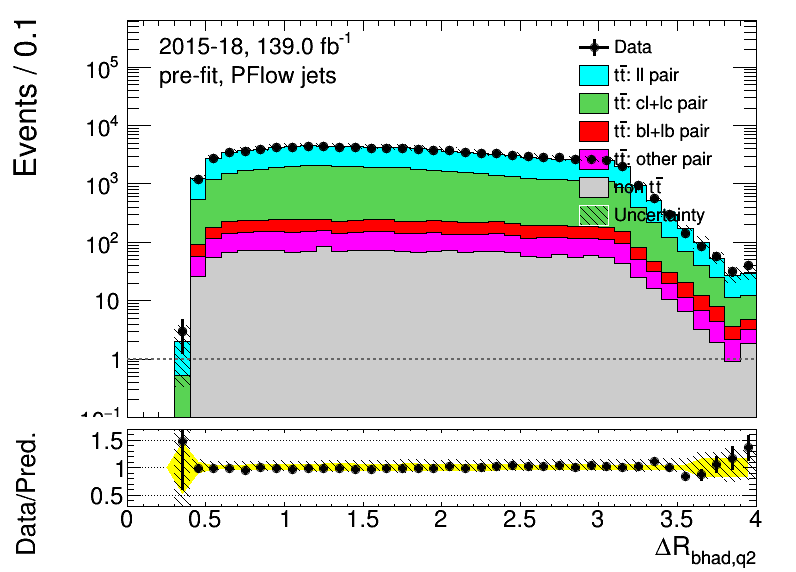 Events / 0.1
2015-18, 139.0 fb⁻¹
pre-fit, PFlow jets
Data
tt̄: ll pair
tt̄: cl+lc pair
tt̄: bl+lb pair
tt̄: other pair
non tt̄
Uncertainty
10⁵
10⁴
10³
10²
10
1
10⁻¹
Data/Pred.
1.5
1
0.5
0 0.5 1 1.5 2 2.5 3 3.5 4
ΔR_bhad,q2